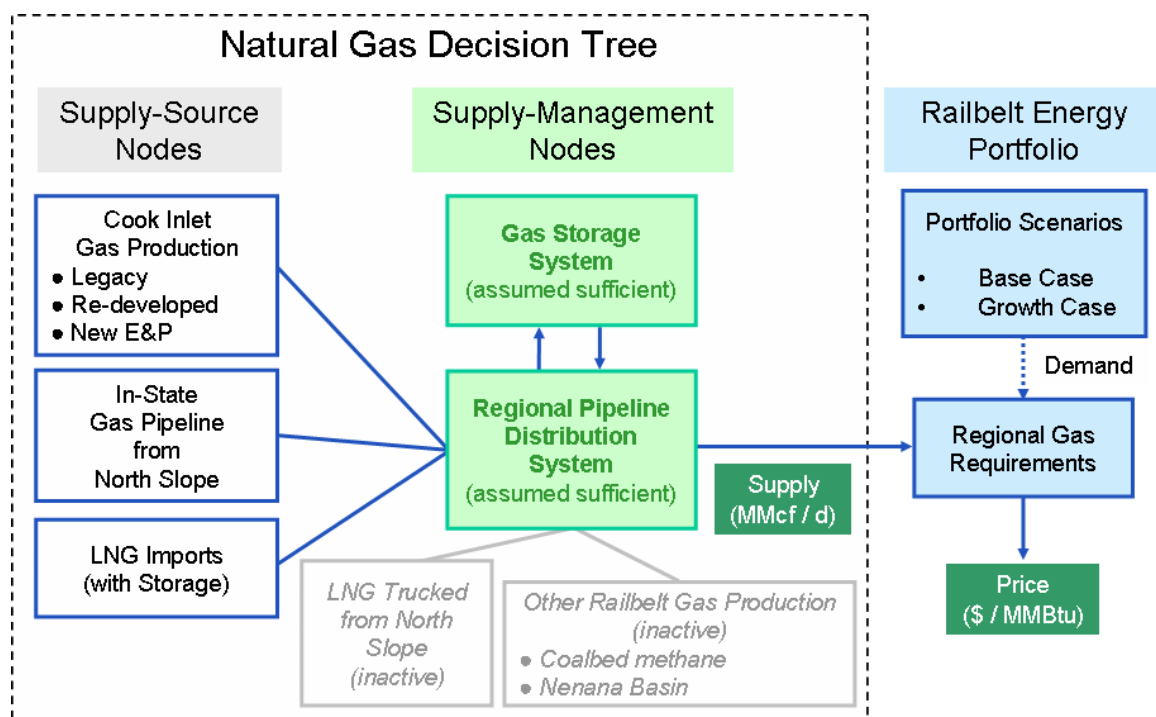 Natural Gas Decision Tree
Supply-Source
Nodes
Supply-Management
Nodes
Railbelt Energy
Portfolio
Cook Inlet
Gas Production
● Legacy
● Re-developed
● New E&P
In-State
Gas Pipeline
from
North Slope
LNG Imports
(with Storage)
Gas Storage
System
(assumed sufficient)
Regional Pipeline
Distribution
System
(assumed sufficient)
LNG Trucked
from North
Slope
(inactive)
Other Railbelt Gas Production
(inactive)
● Coalbed methane
● Nenana Basin
Supply
(MMcf / d)
Portfolio Scenarios
• Base Case
• Growth Case
Demand
Regional Gas
Requirements
Price
($ / MMBtu)